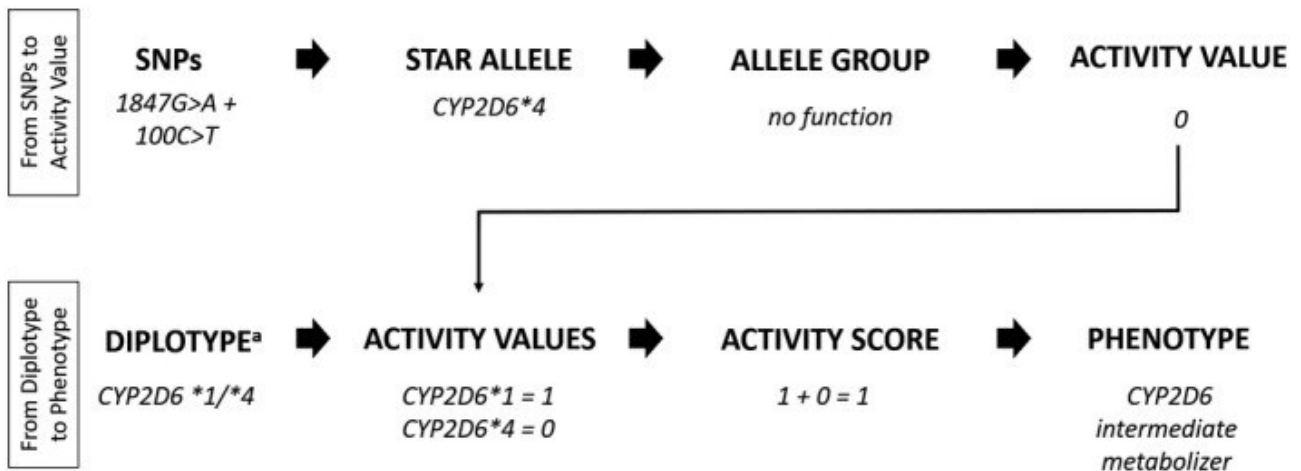 From SNPs to
Activity Value
SNPs
STAR ALLELE
ALLELE GROUP
ACTIVITY VALUE
1847G>A +
100C>T
CYP2D6*4
no function
0
From Diplotype
to Phenotype
DIPLOTYPEᵃ
ACTIVITY VALUES
ACTIVITY SCORE
PHENOTYPE
CYP2D6 *1/*4
CYP2D6*1 = 1
CYP2D6*4 = 0
1 + 0 = 1
CYP2D6
intermediate
metabolizer